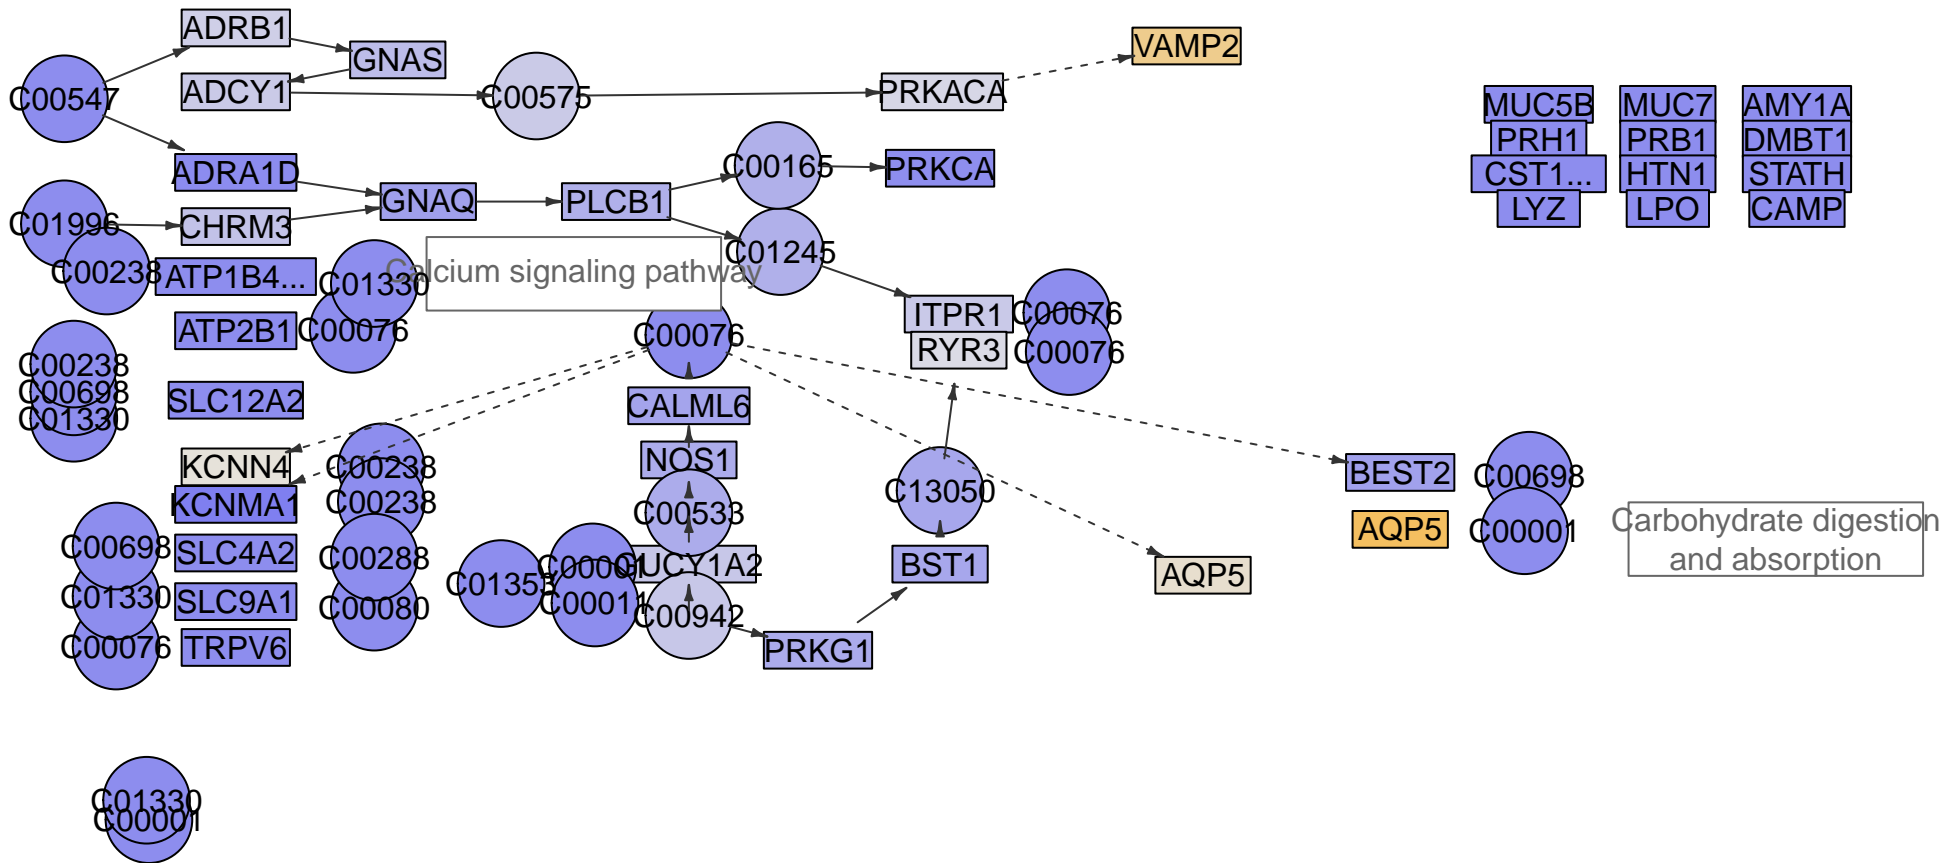 ADRB1
GNAS
VAMP2
C00547
ADCY1
C00575
PRKACA
MUC5B
MUC7
AMY1A
PRH1
PRB1
DMBT1
ADRA1D
C00165
PRKCA
CST1...
HTN1
STATH
GNAQ
PLCB1
LYZ
LPO
CAMP
C01996
CHRM3
C01245
C00238
ATP1B4...
C01330
Calcium signaling pathway
ATP2B1
C00076
C00076
ITPR1
C00076
RYR3
C00076
C00238
C00698
C01330
SLC12A2
CALML6
KCNN4
C00238
NOS1
BEST2
C00698
KCNMA1
C00238
C00533
C13050
AQP5
C00001
Carbohydrate digestion
and absorption
C00698
SLC4A2
C00288
C01353
C00001
GUCY1A2
BST1
AQP5
C01330
SLC9A1
C00080
C00011
C00942
C00076
TRPV6
PRKG1
C01330
C00001